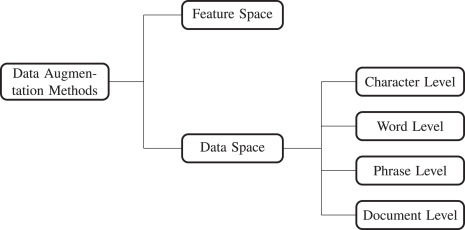 Feature Space
Data Augmen-
tation Methods
Character Level
Word Level
Data Space
Phrase Level
Document Level